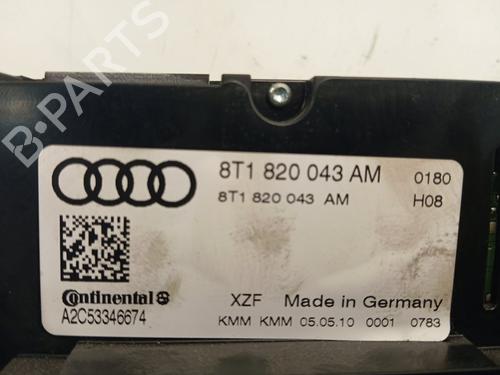 B-PARTS
8T1 820 043 AM 0180
8T1 820 043 AM H08
Continental
A2C53346674
XZF Made in Germany
KMM KMM 05.05.10 0001 0783